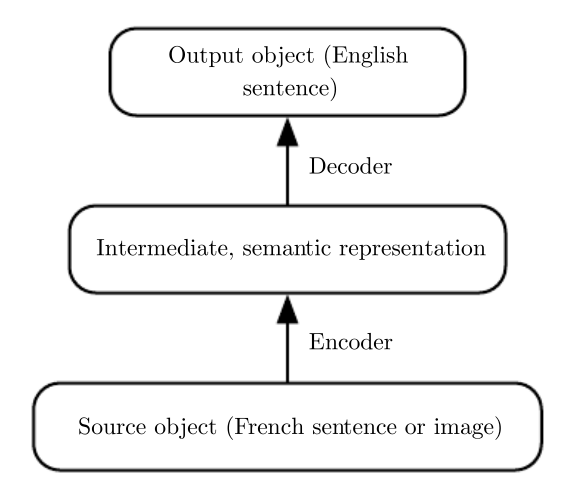 Output object (English
sentence)
Decoder
Intermediate, semantic representation
Encoder
Source object (French sentence or image)